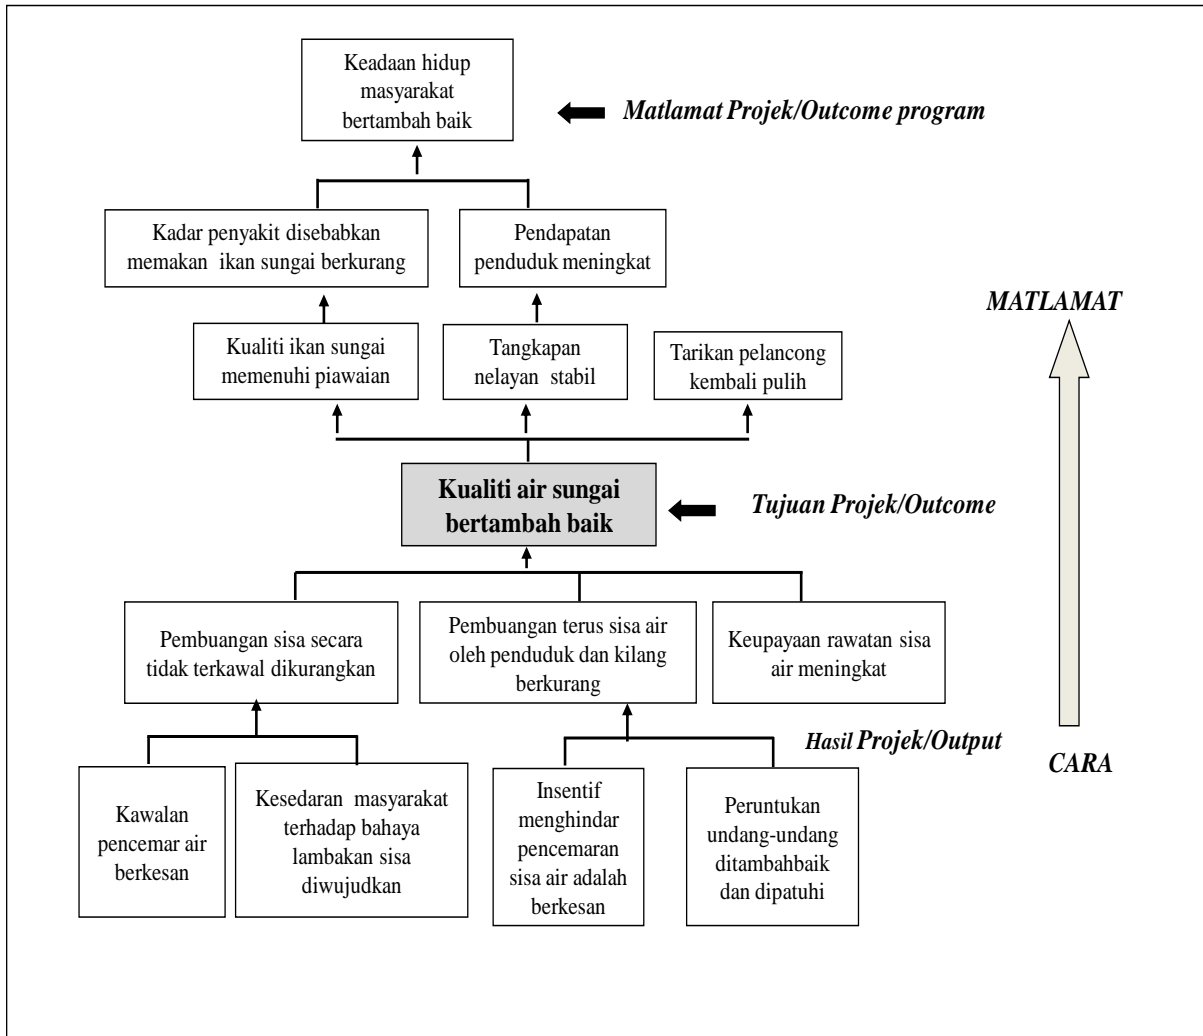 Keadaan hidup
masyarakat
bertambah baik
Matlamat Projek/Outcome program
Kadar penyakit disebabkan
memakan ikan sungai berkurang
Pendapatan
penduduk meningkat
MATLAMAT
Kualiti ikan sungai
memenuhi piawaian
Tangkapan
nelayan stabil
Tarikan pelancong
kembali pulih
Kualiti air sungai
bertambah baik
Tujuan Projek/Outcome
Pembuangan sisa secara
tidak terkawal dikurangkan
Pembuangan terus sisa air
oleh penduduk dan kilang
berkurang
Keupayaan rawatan sisa
air meningkat
Hasil Projek/Output
CARA
Kawalan
pencemar air
berkesan
Kesedaran masyarakat
terhadap bahaya
lambakan sisa
diwujudkan
Insentif
menghindar
pencemaran
sisa air adalah
berkesan
Peruntukan
undang-undang
ditambahbaik
dan dipatuhi